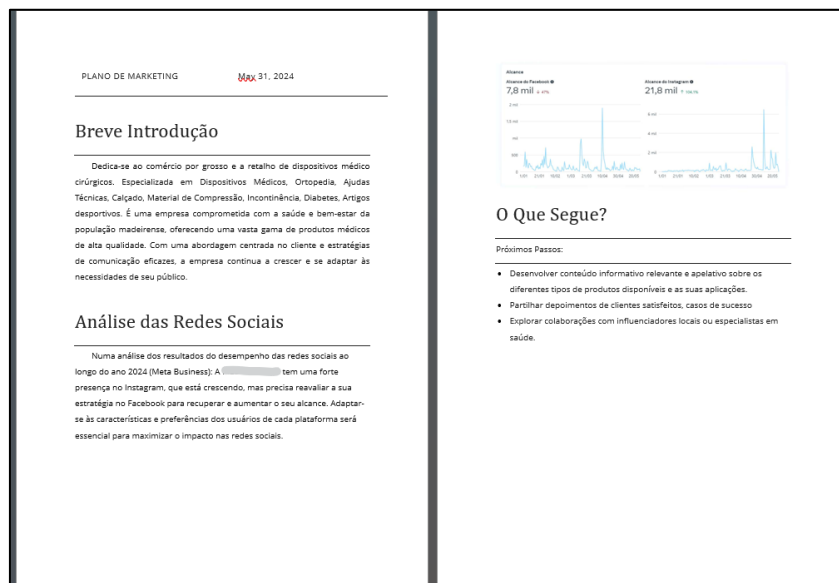 PLANO DE MARKETING May 31, 2024
Breve Introdução
Dedica-se ao comércio por grosso e a retalho de dispositivos médico
cirúrgicos. Especializada em Dispositivos Médicos, Ortopedia, Ajudas
Técnicas, Calçado, Material de Compressão, Incontinência, Diabetes, Artigos
desportivos. É uma empresa comprometida com a saúde e bem-estar da
população madeirense, oferecendo uma vasta gama de produtos médicos
de alta qualidade. Com uma abordagem centrada no cliente e estratégias
de comunicação eficazes, a empresa continua a crescer e se adaptar às
necessidades de seu público.
Análise das Redes Sociais
Numa análise dos resultados do desempenho das redes sociais ao
longo do ano 2024 (Meta Business): A tem uma forte
presença no Instagram, que está crescendo, mas precisa reavaliar a sua
estratégia no Facebook para recuperar e aumentar o seu alcance. Adaptar-
se às características e preferências dos usuários de cada plataforma será
essencial para maximizar o impacto nas redes sociais.
Alcance
Alcance do Facebook
7,8 mil
Alcance do Instagram
21,8 mil
O Que Segue?
Próximos Passos:
• Desenvolver conteúdo informativo relevante e apelativo sobre os
diferentes tipos de produtos disponíveis e as suas aplicações.
• Partilhar depoimentos de clientes satisfeitos, casos de sucesso
• Explorar colaborações com influenciadores locais ou especialistas em
saúde.